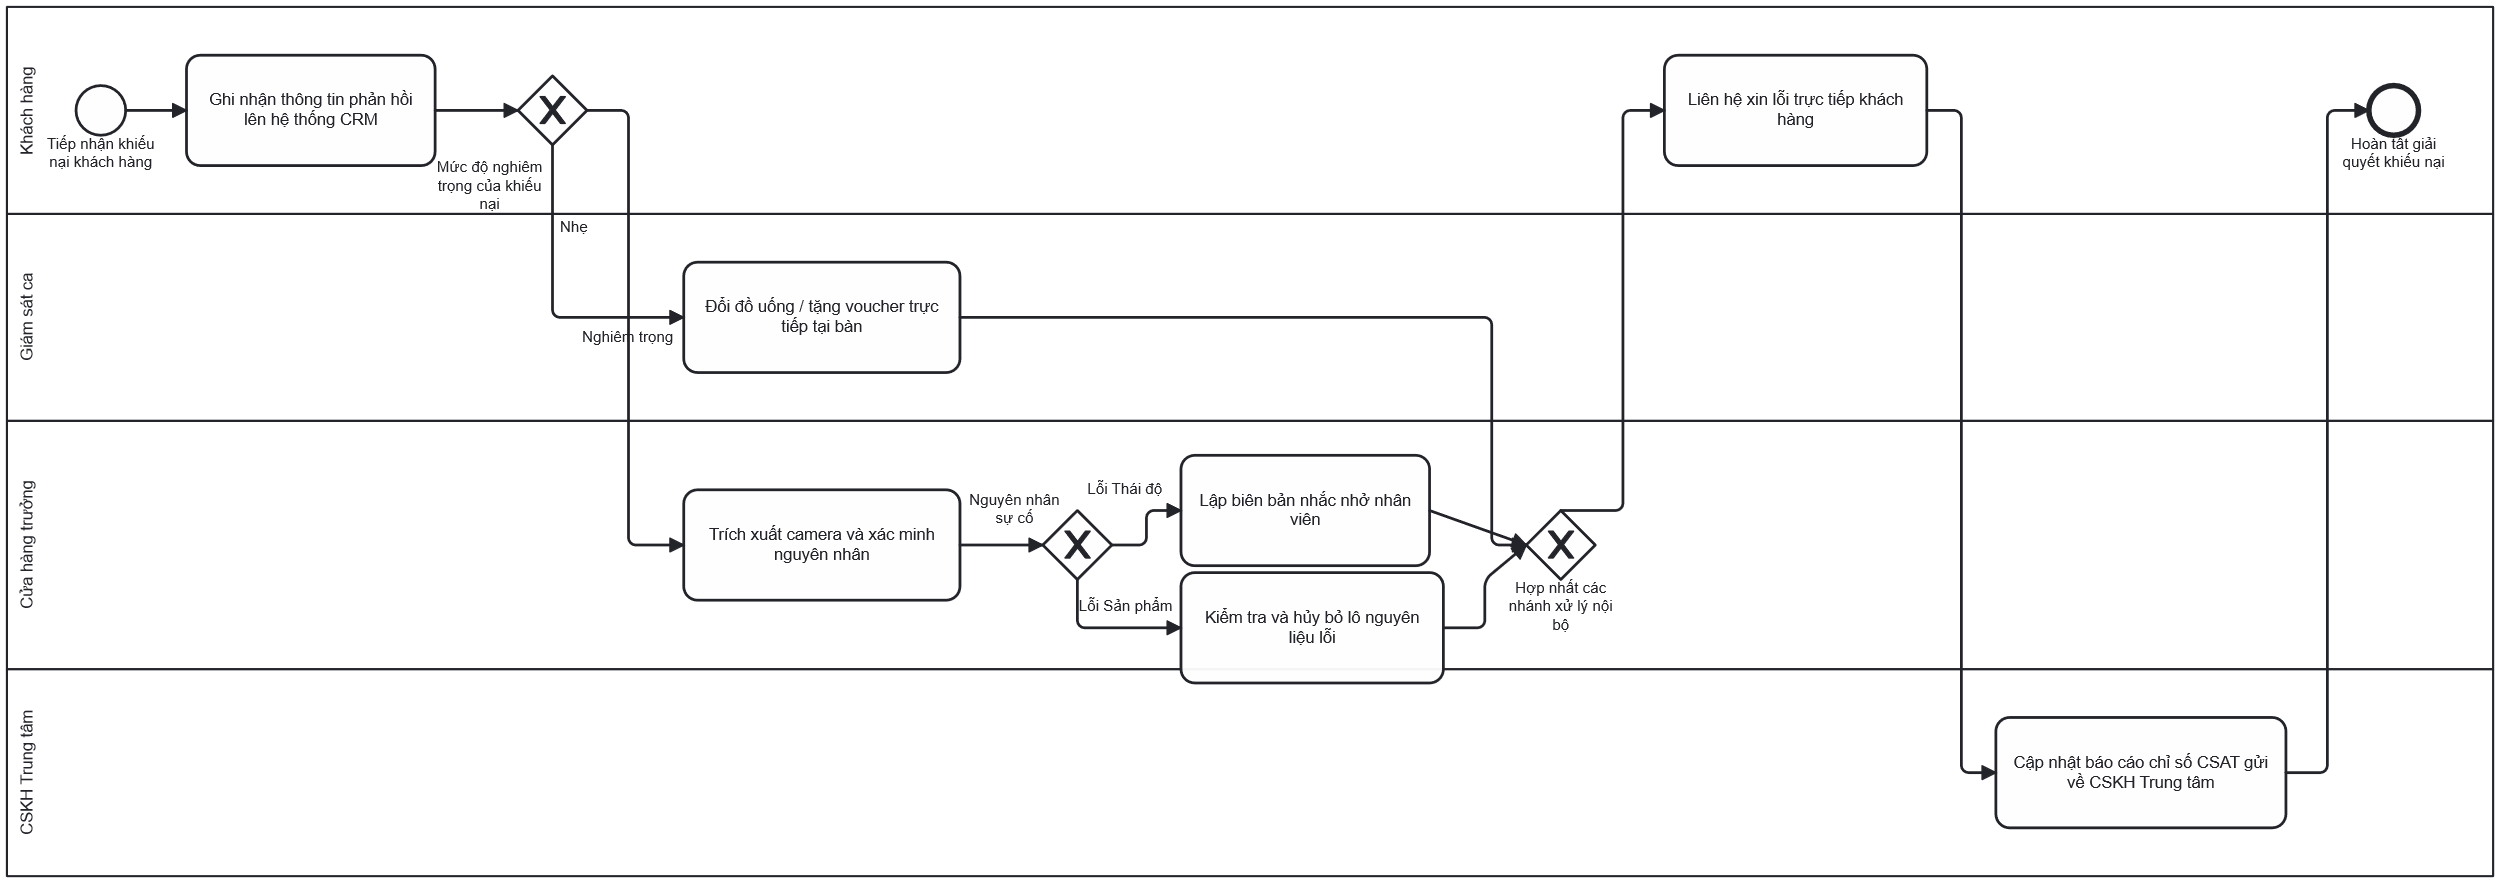 Khách hàng
Tiếp nhận khiếu
nại khách hàng
Ghi nhận thông tin phản hồi
lên hệ thống CRM
Mức độ nghiêm
trọng của khiếu
nại
Liên hệ xin lỗi trực tiếp khách
hàng
Hoàn tất giải
quyết khiếu nại
Giám sát ca
Nhẹ
Nghiêm trọng
Đổi đồ uống / tặng voucher trực
tiếp tại bàn
Cửa hàng trưởng
Trích xuất camera và xác minh
nguyên nhân
Nguyên nhân
sự cố
Lỗi Thái độ
Lập biên bản nhắc nhở nhân
viên
Lỗi Sản phẩm
Kiểm tra và hủy bỏ lô nguyên
liệu lỗi
Hợp nhất các
nhánh xử lý nội
bộ
CSKH Trung tâm
Cập nhật báo cáo chỉ số CSAT gửi
về CSKH Trung tâm